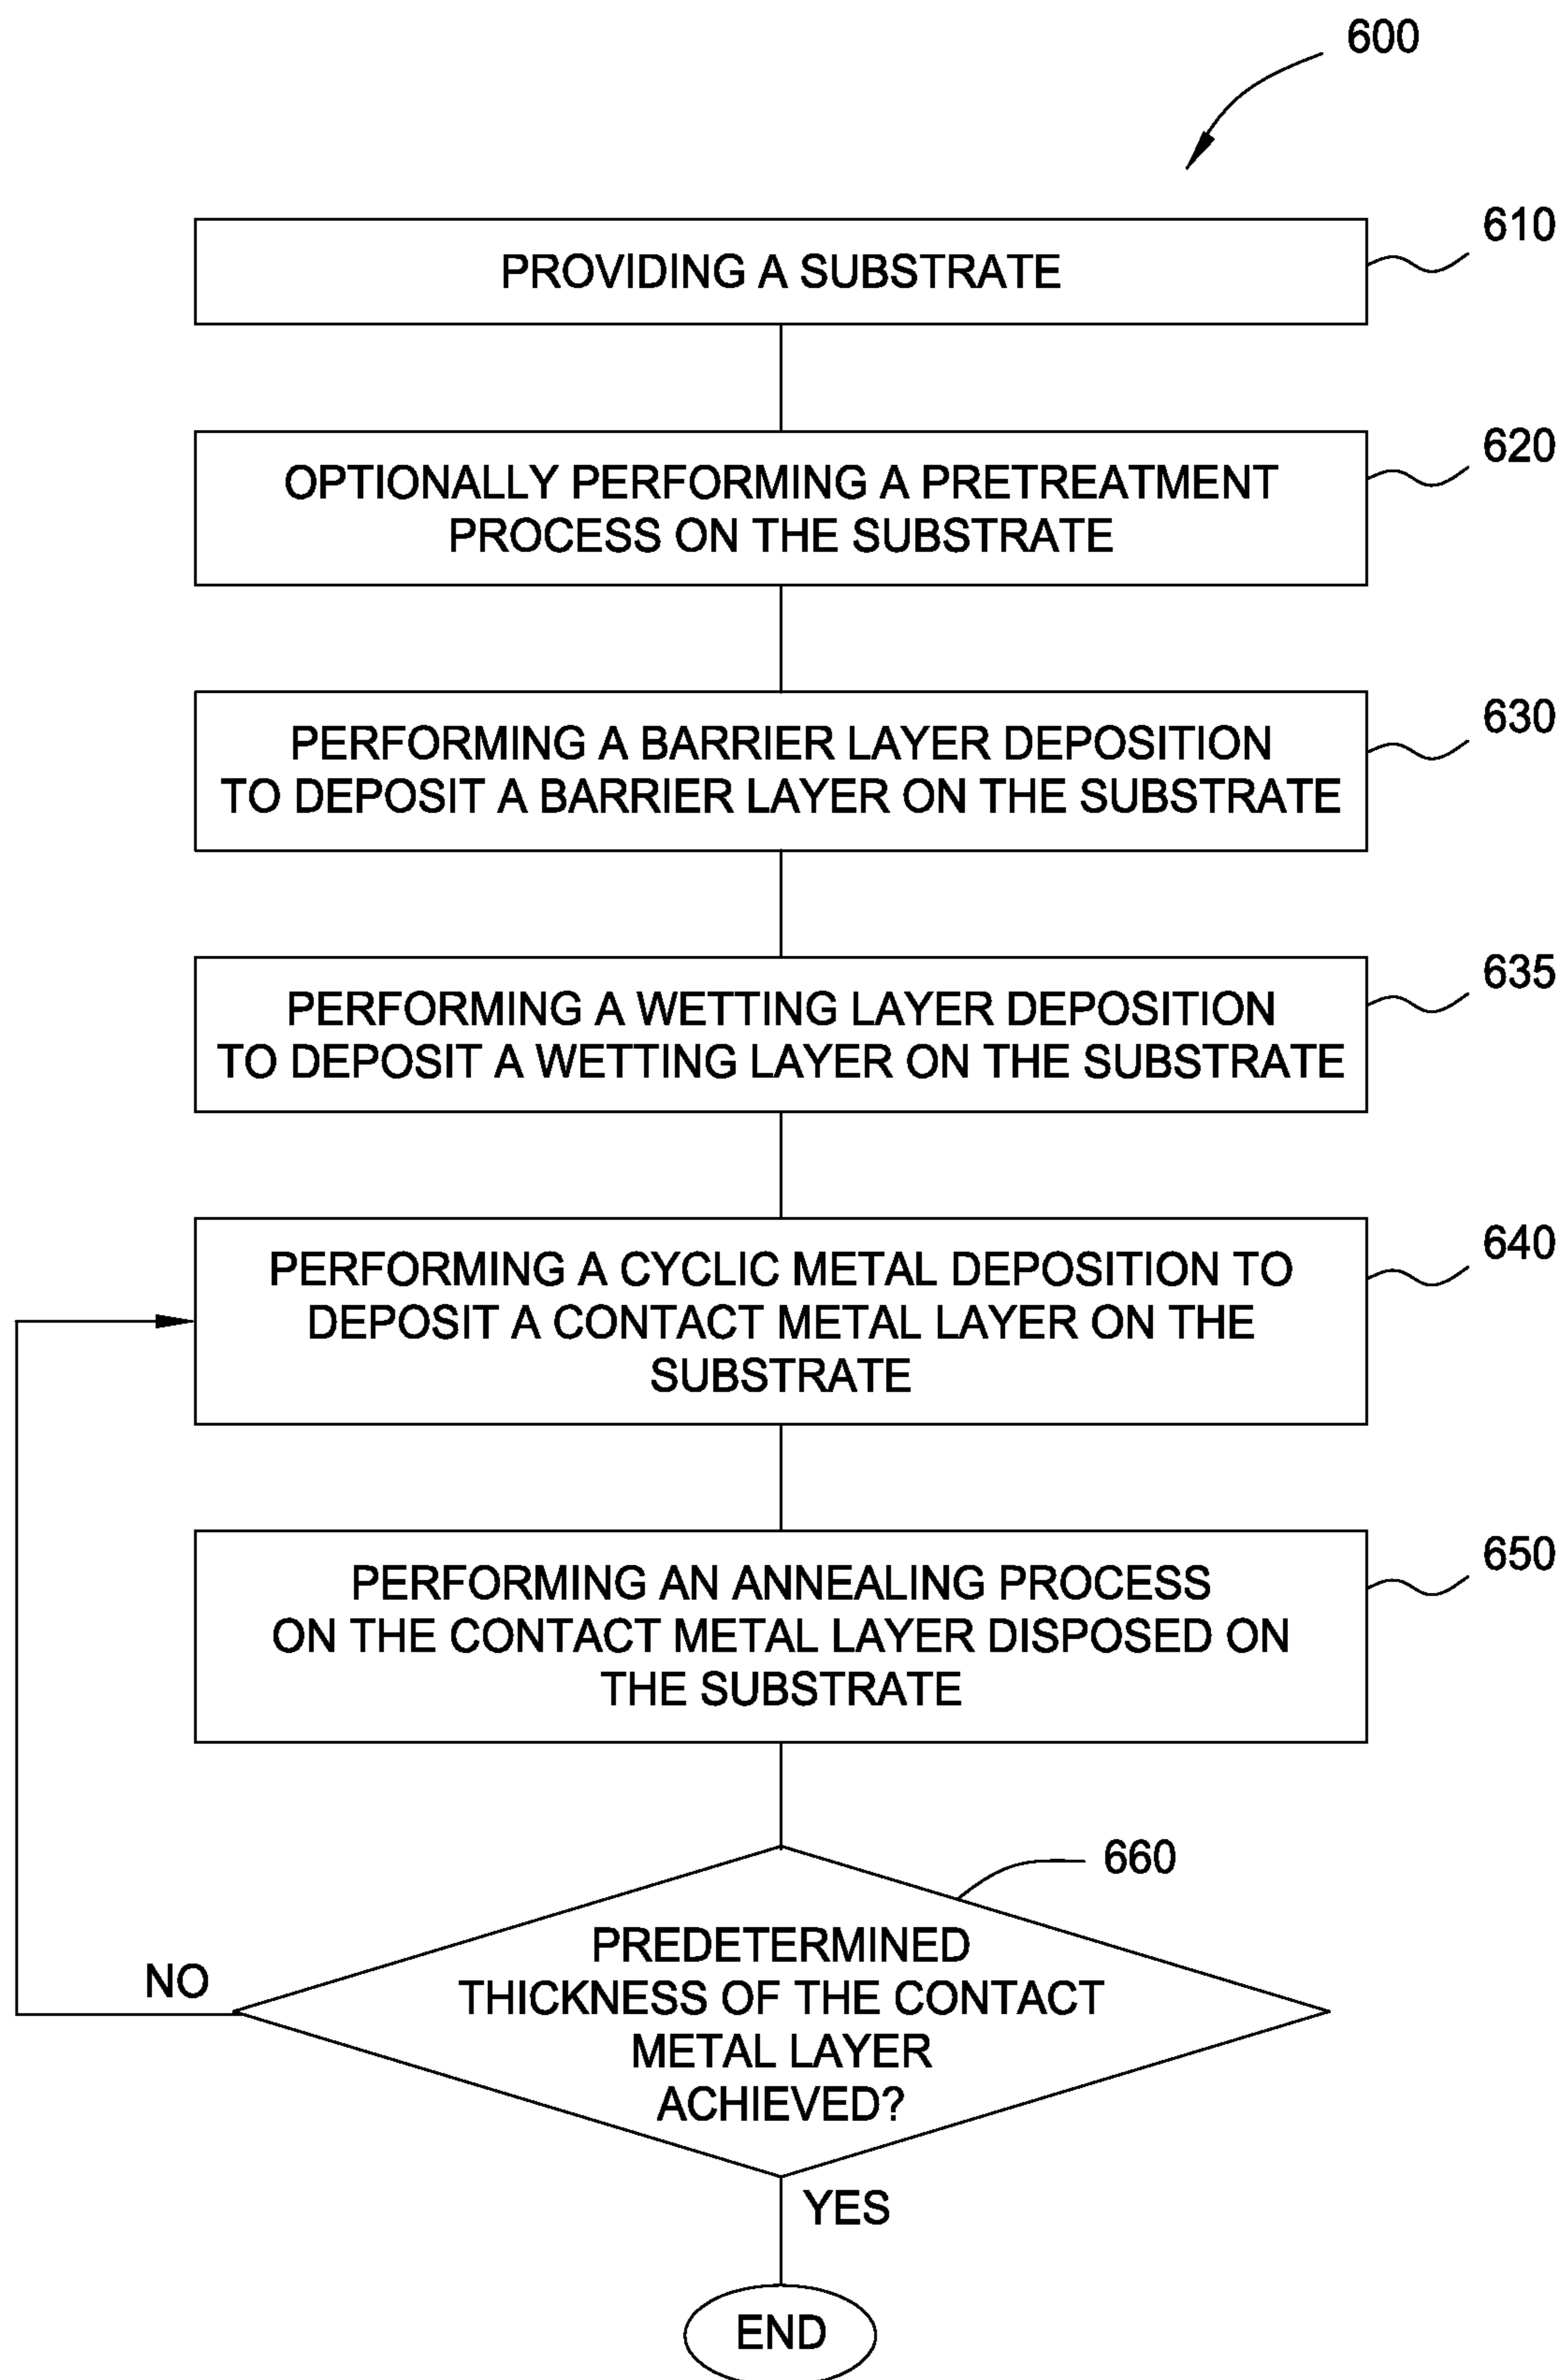 600
PROVIDING A SUBSTRATE
610
OPTIONALLY PERFORMING A PRETREATMENT
PROCESS ON THE SUBSTRATE
620
PERFORMING A BARRIER LAYER DEPOSITION
TO DEPOSIT A BARRIER LAYER ON THE SUBSTRATE
630
PERFORMING A WETTING LAYER DEPOSITION
TO DEPOSIT A WETTING LAYER ON THE SUBSTRATE
635
PERFORMING A CYCLIC METAL DEPOSITION TO
DEPOSIT A CONTACT METAL LAYER ON THE
SUBSTRATE
640
PERFORMING AN ANNEALING PROCESS
ON THE CONTACT METAL LAYER DISPOSED ON
THE SUBSTRATE
650
660
PREDETERMINED
THICKNESS OF THE CONTACT
METAL LAYER
ACHIEVED?
NO
YES
END